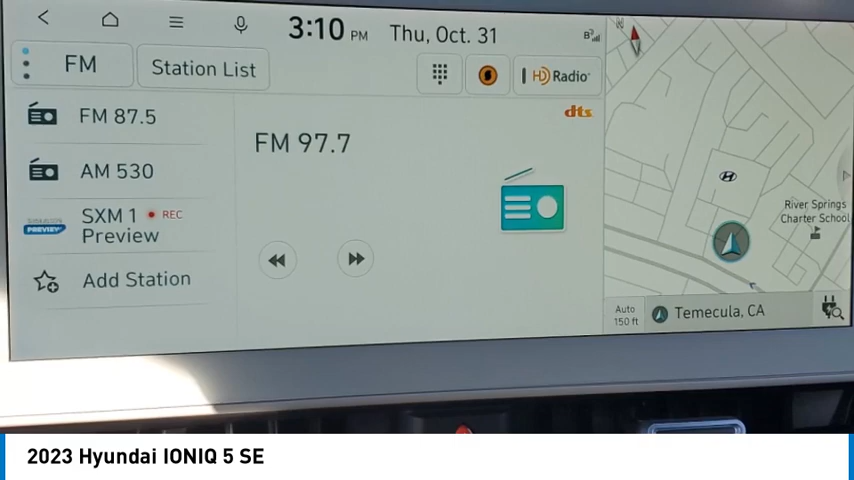 3:10 PM Thu, Oct. 31
FM
Station List
HD Radio
FM 87.5
AM 530
SXM 1 REC
Preview
Add Station
dts
FM 97.7
River Springs
Charter School
Auto
150 ft
Temecula, CA
2023 Hyundai IONIQ 5 SE